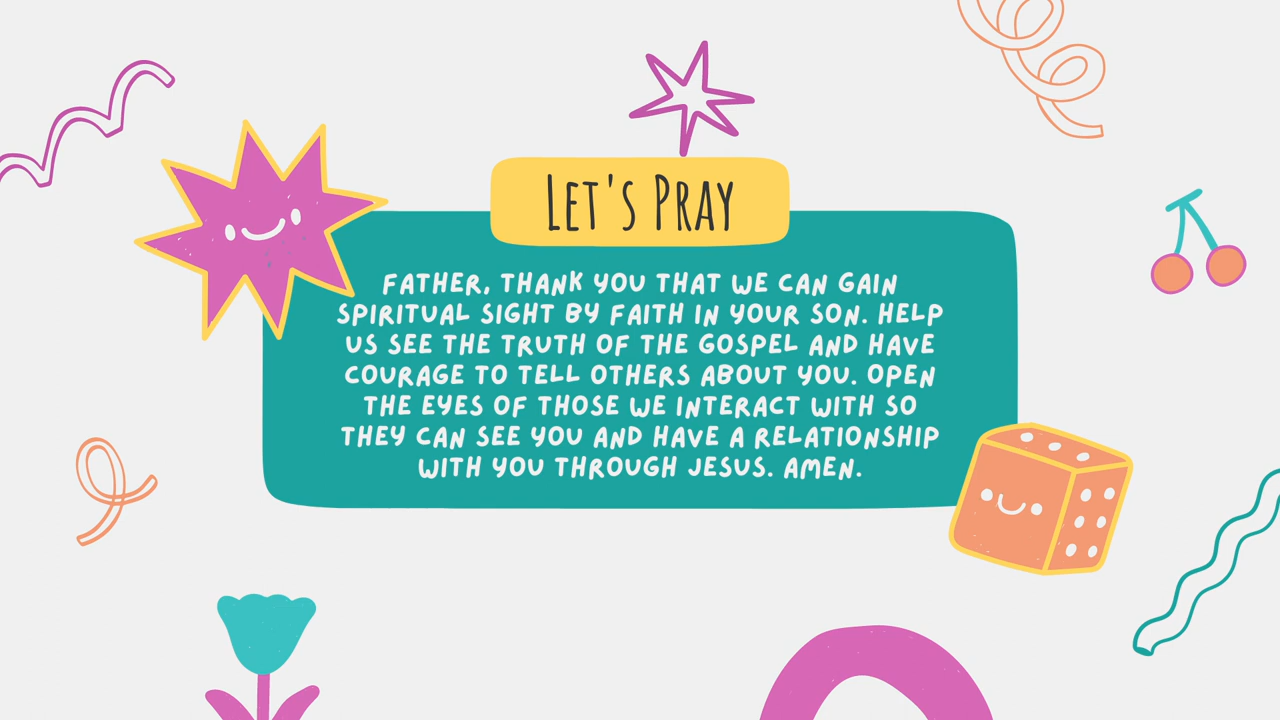 Let's Pray
FATHER, THANK YOU THAT WE CAN GAIN
SPIRITUAL SIGHT BY FAITH IN YOUR SON. HELP
US SEE THE TRUTH OF THE GOSPEL AND HAVE
COURAGE TO TELL OTHERS ABOUT YOU. OPEN
THE EYES OF THOSE WE INTERACT WITH SO
THEY CAN SEE YOU AND HAVE A RELATIONSHIP
WITH YOU THROUGH JESUS. AMEN.